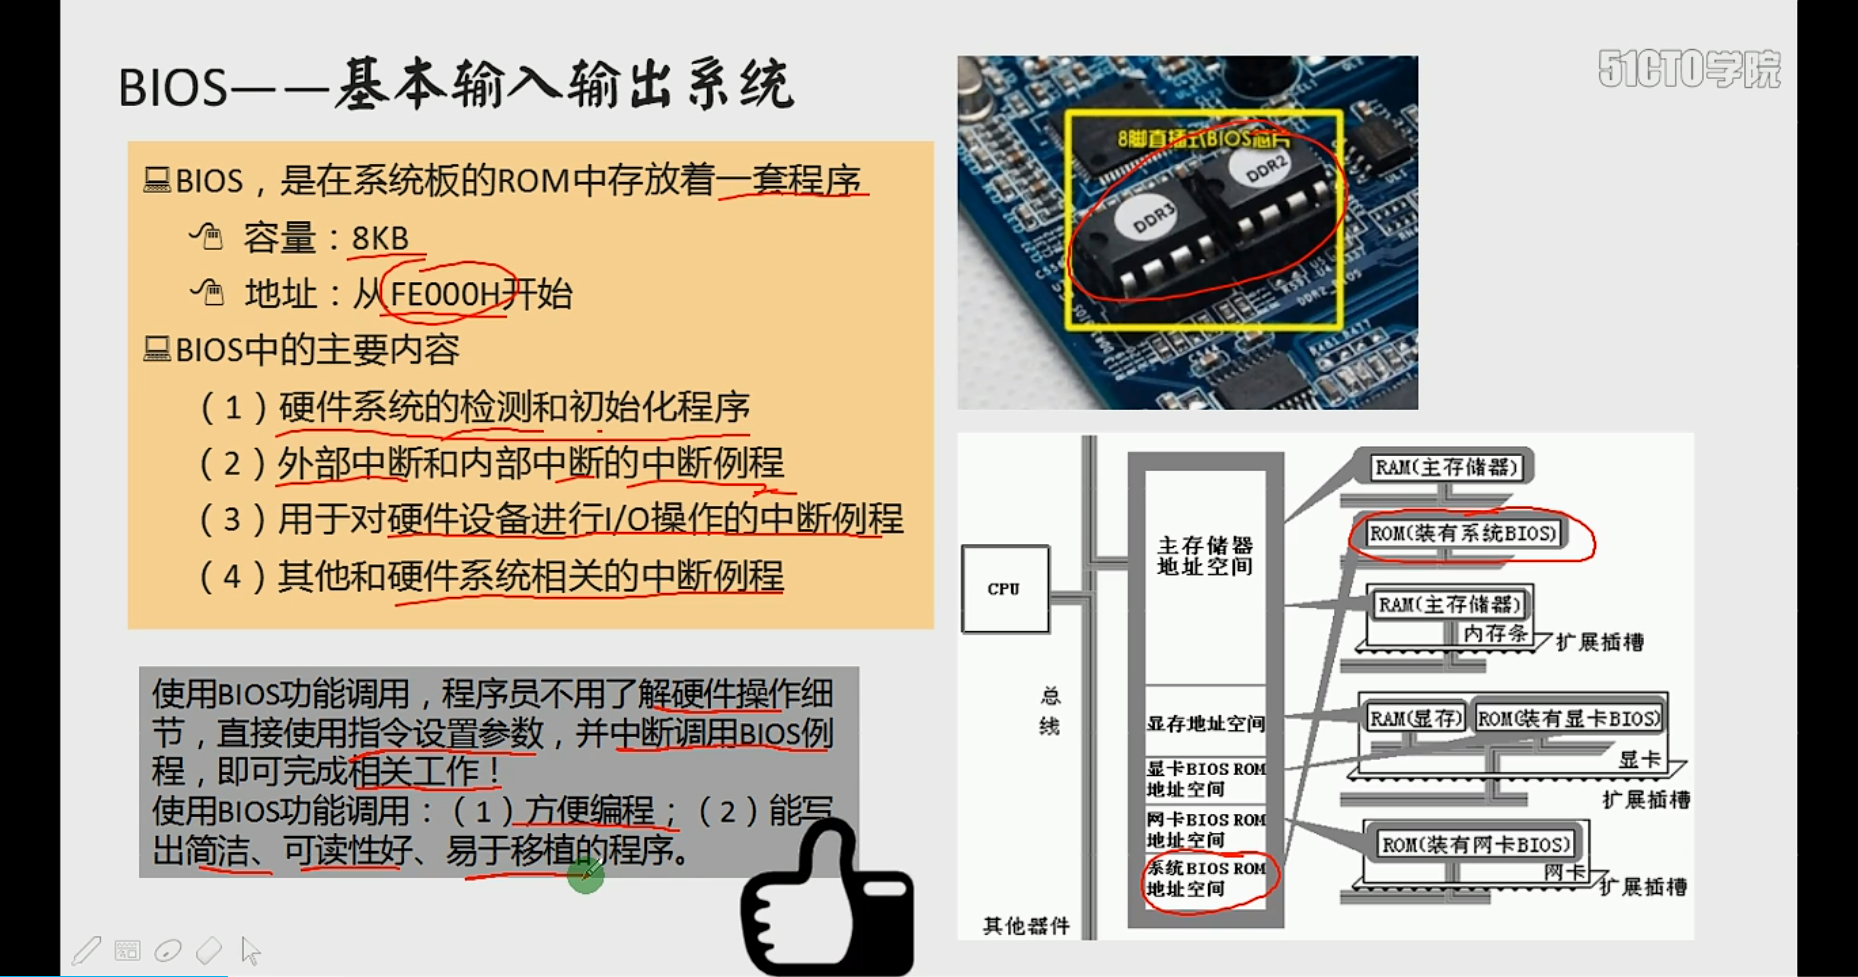 BIOS——基本输入输出系统
51CTO学院
BIOS，是在系统板的ROM中存放着一套程序
容量：8KB
地址：从FE000H开始
BIOS中的主要内容
（1）硬件系统的检测和初始化程序
（2）外部中断和内部中断的中断例程
（3）用于对硬件设备进行I/O操作的中断例程
（4）其他和硬件系统相关的中断例程
使用BIOS功能调用，程序员不用了解硬件操作细
节，直接使用指令设置参数，并中断调用BIOS例
程，即可完成相关工作！
使用BIOS功能调用：（1）方便编程；（2）能写
出简洁、可读性好、易于移植的程序。
8脚直插式BIOS芯片
DDR2
DDR3
CPU
总
线
其他器件
主存储器
地址空间
显存地址空间
显卡BIOS ROM
地址空间
网卡BIOS ROM
地址空间
系统BIOS ROM
地址空间
RAM(主存储器)
ROM(装有系统BIOS)
RAM(主存储器)
内存条
扩展插槽
RAM(显存)
ROM(装有显卡BIOS)
显卡
扩展插槽
ROM(装有网卡BIOS)
网卡
扩展插槽